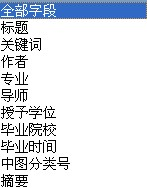 全部字段
标题
关键词
作者
专业
导师
授予学位
毕业院校
毕业时间
中图分类号
摘要